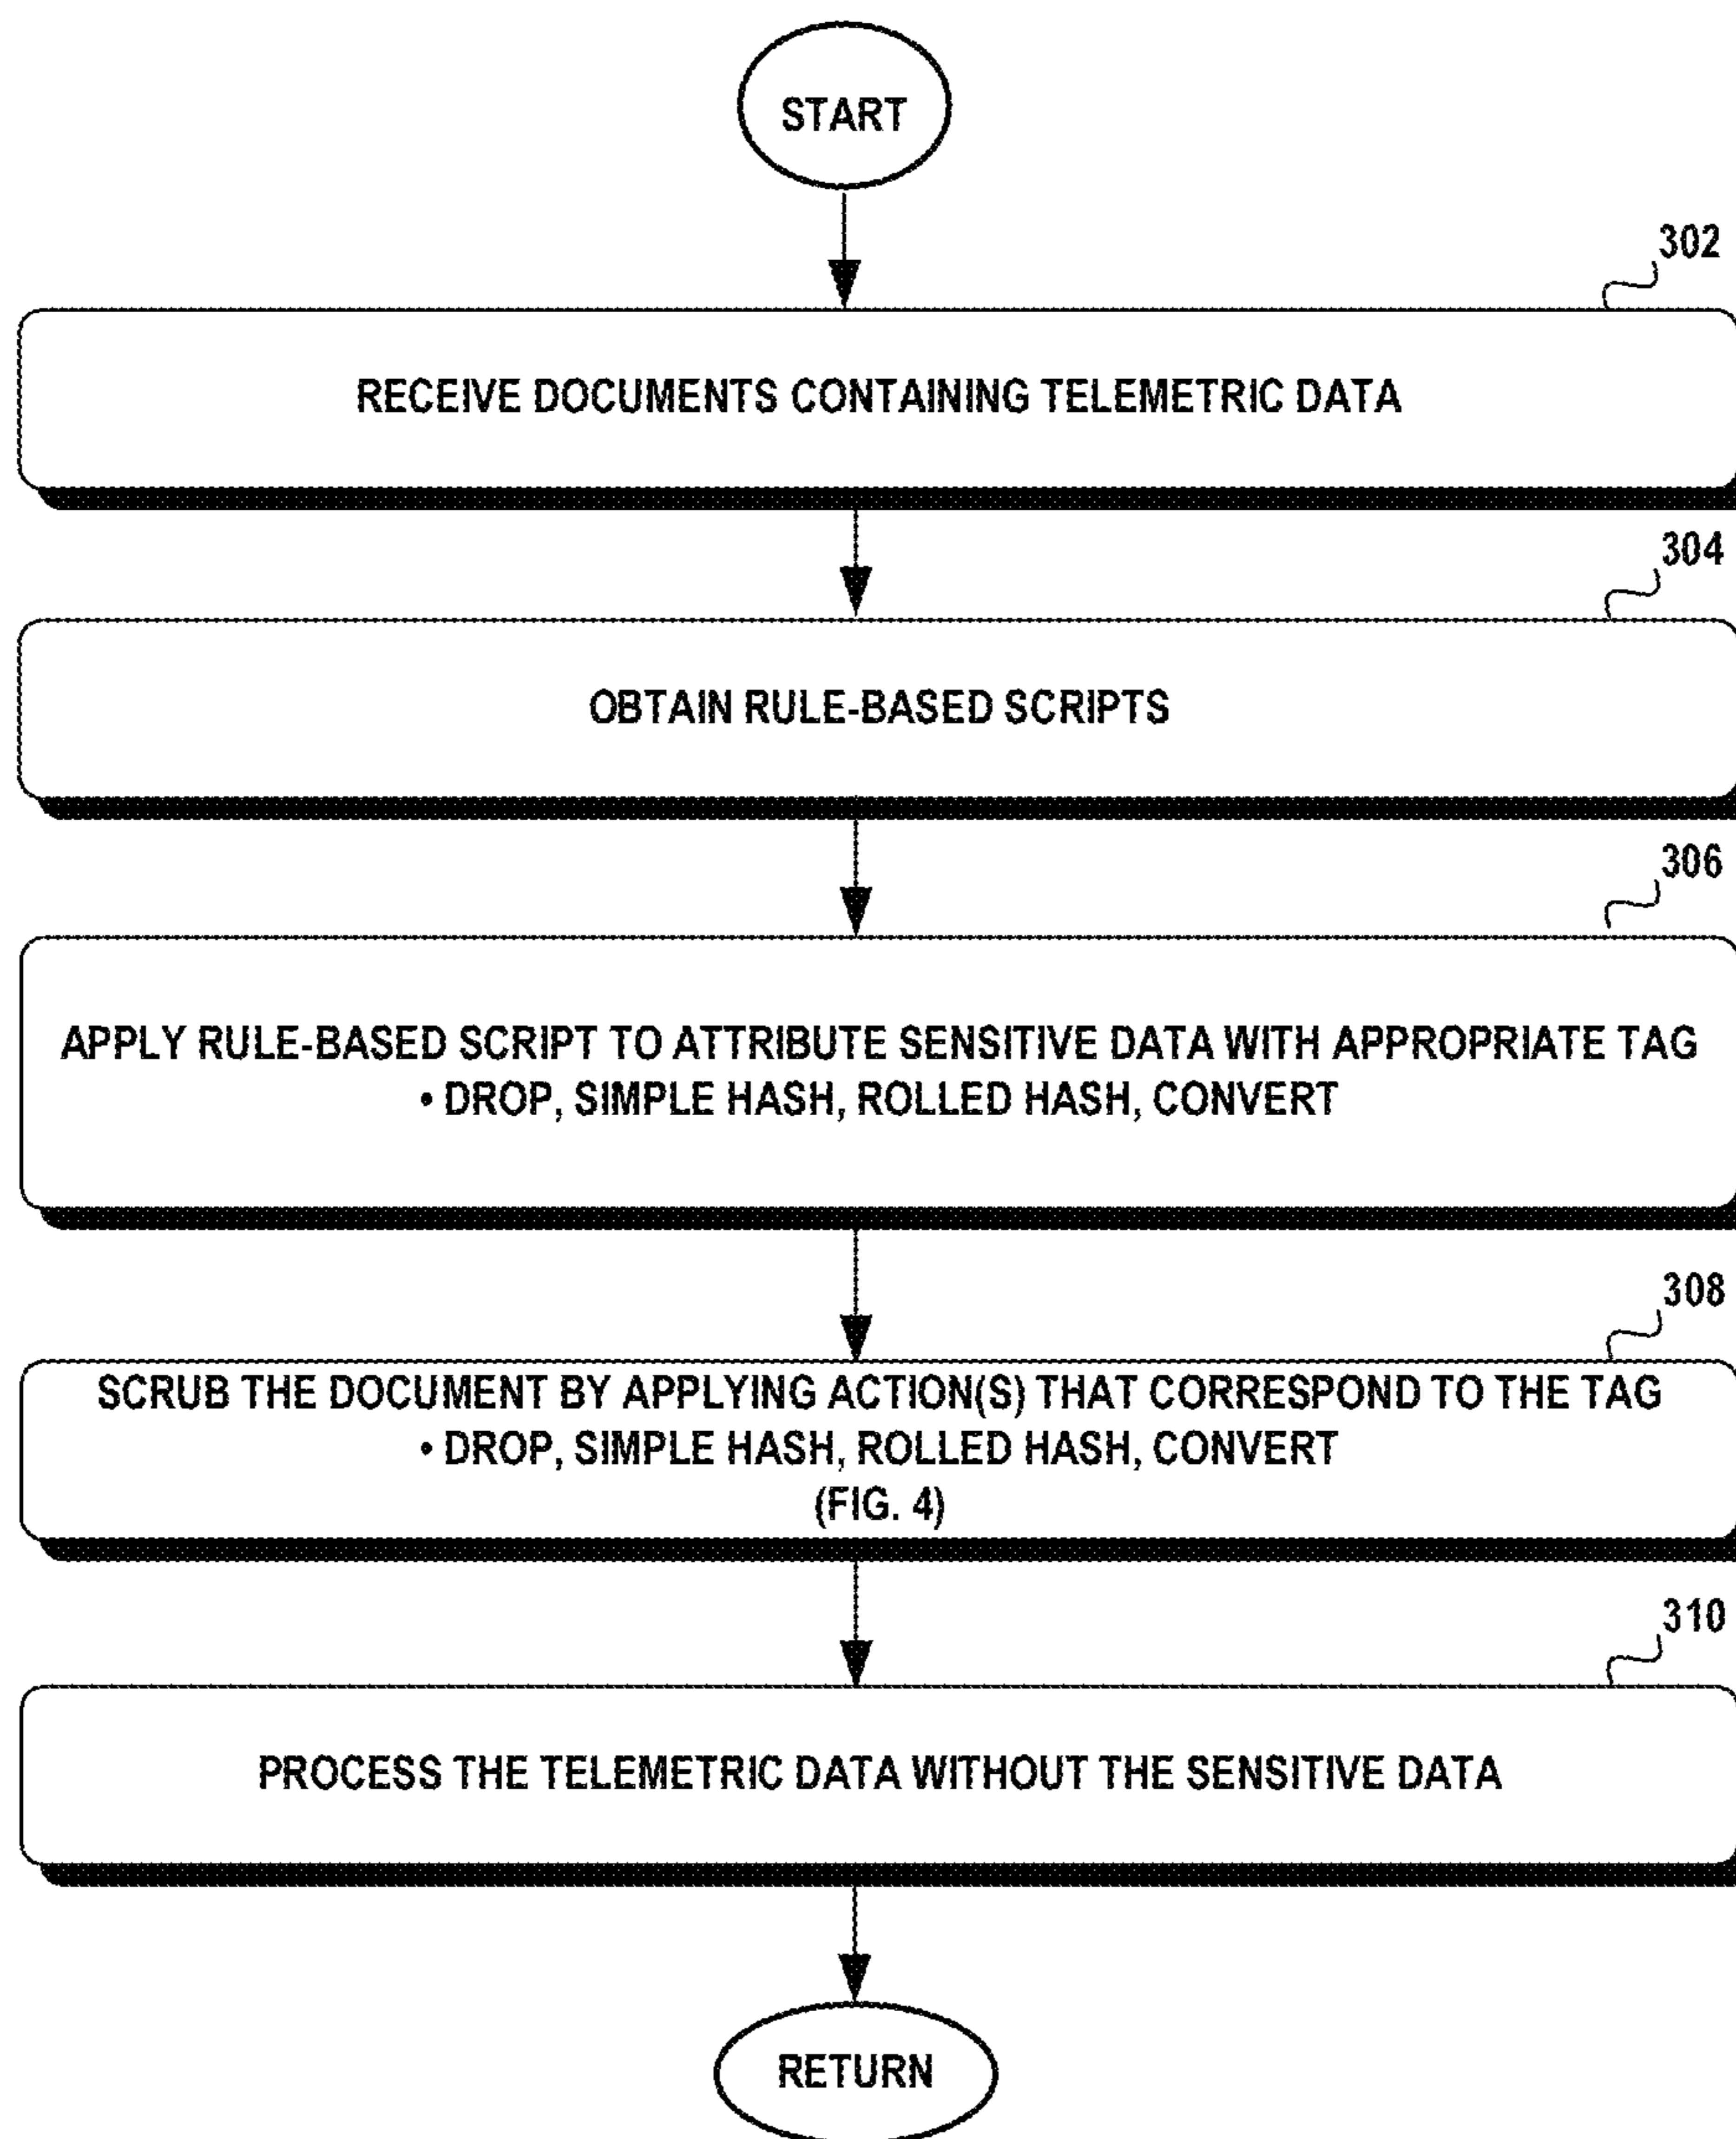 START
302
RECEIVE DOCUMENTS CONTAINING TELEMETRIC DATA
304
OBTAIN RULE-BASED SCRIPTS
306
APPLY RULE-BASED SCRIPT TO ATTRIBUTE SENSITIVE DATA WITH APPROPRIATE TAG
• DROP, SIMPLE HASH, ROLLED HASH, CONVERT
308
SCRUB THE DOCUMENT BY APPLYING ACTION(S) THAT CORRESPOND TO THE TAG
• DROP, SIMPLE HASH, ROLLED HASH, CONVERT
(FIG. 4)
310
PROCESS THE TELEMETRIC DATA WITHOUT THE SENSITIVE DATA
RETURN